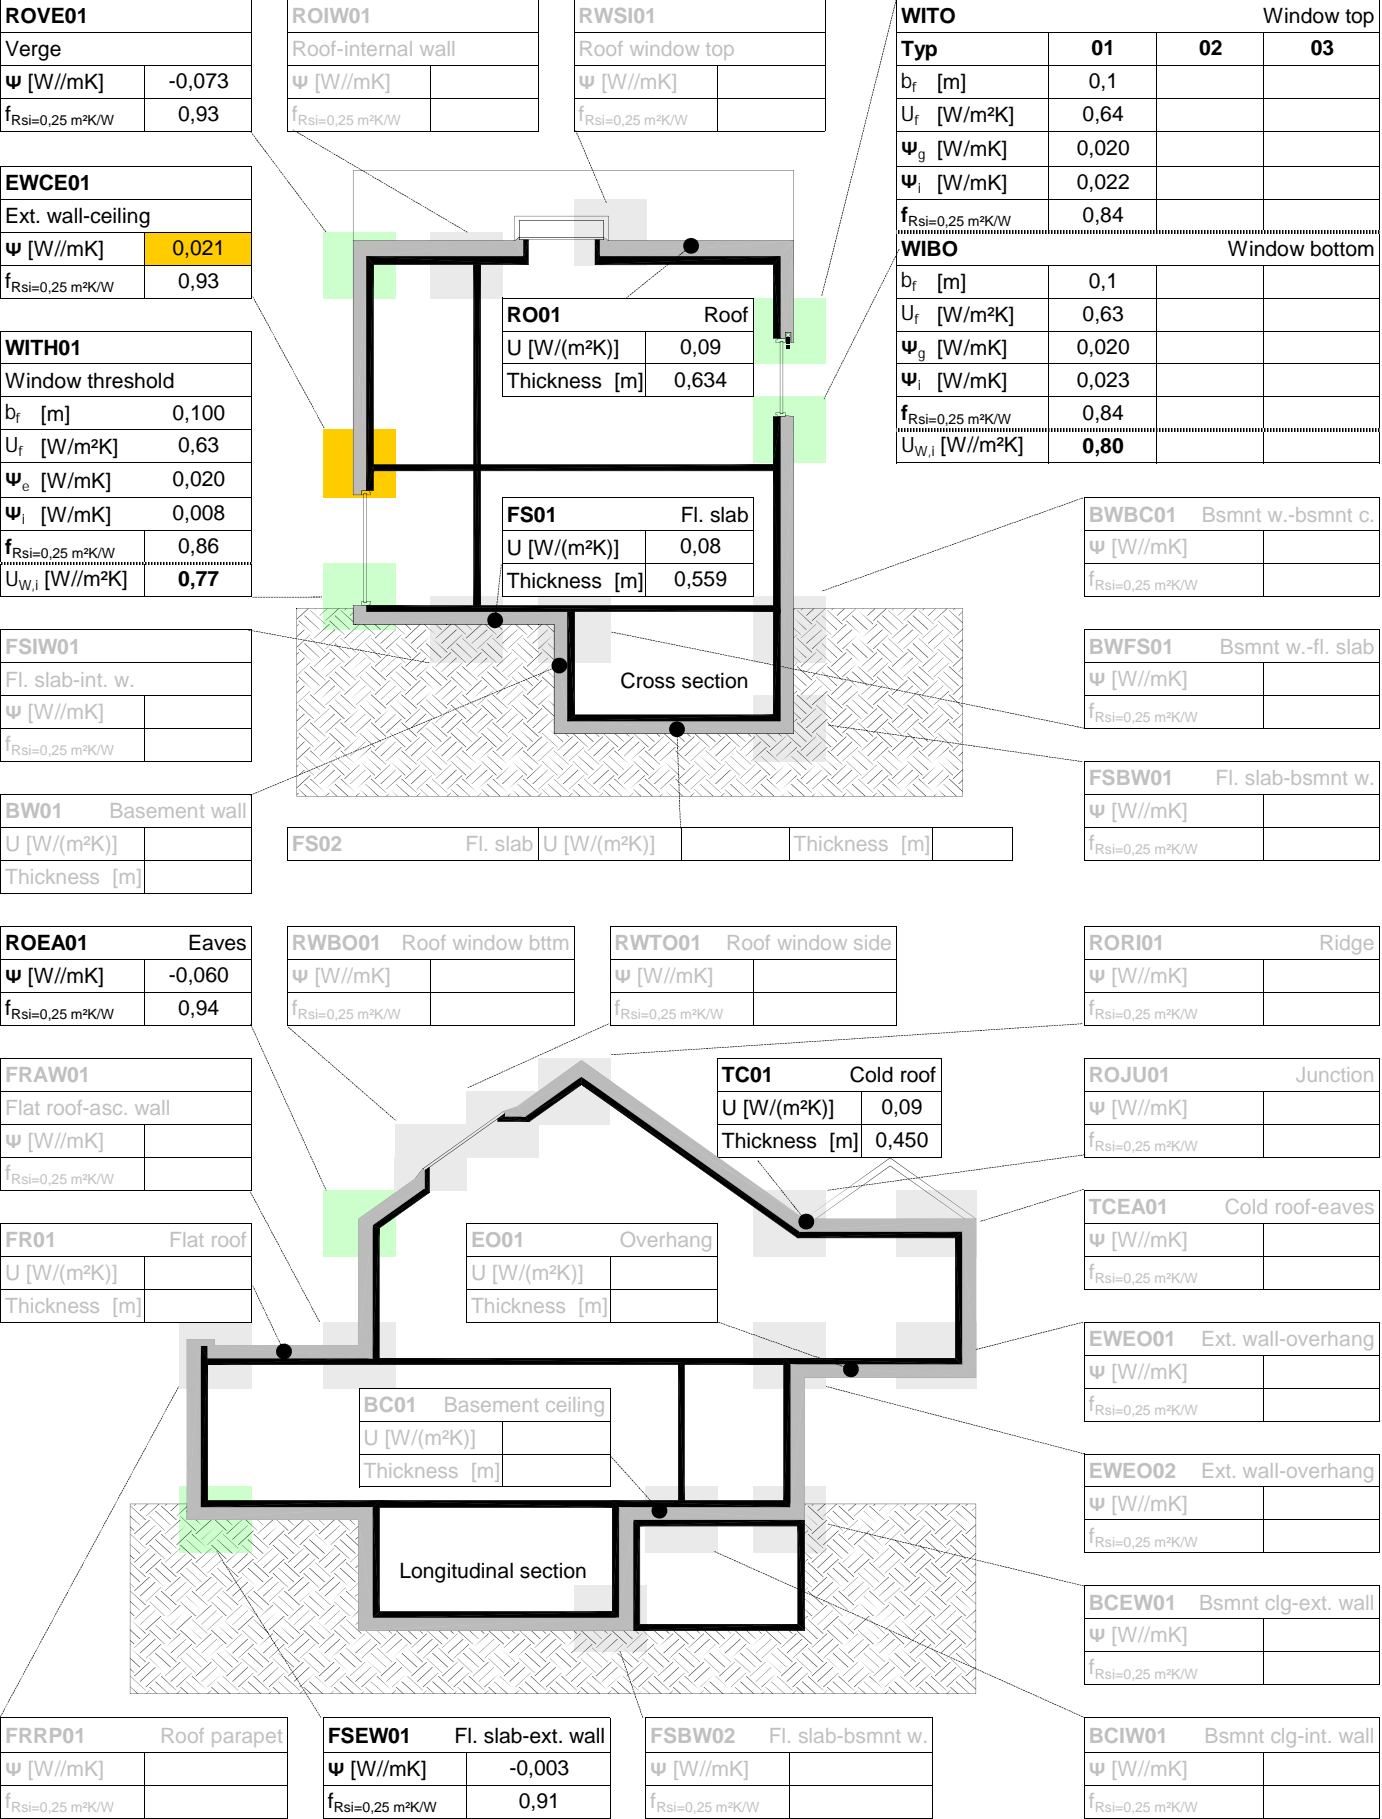 ROVE01
Verge
Ψ [W//mK] -0,073
fRsi=0,25 m²K/W 0,93
ROIW01
Roof-internal wall
Ψ [W//mK]
fRsi=0,25 m²K/W
RWSI01
Roof window top
Ψ [W//mK]
fRsi=0,25 m²K/W
WITO Window top
Typ 01 02 03
bf [m] 0,1
Uf [W/m²K] 0,64
Ψg [W/mK] 0,020
Ψi [W/mK] 0,022
fRsi=0,25 m²K/W 0,84
WIBO Window bottom
bf [m] 0,1
Uf [W/m²K] 0,63
Ψg [W/mK] 0,020
Ψi [W/mK] 0,023
fRsi=0,25 m²K/W 0,84
UW,i [W//m²K] 0,80
EWCE01
Ext. wall-ceiling
Ψ [W//mK] 0,021
fRsi=0,25 m²K/W 0,93
WITH01
Window threshold
bf [m] 0,100
Uf [W/m²K] 0,63
Ψe [W/mK] 0,020
Ψi [W/mK] 0,008
fRsi=0,25 m²K/W 0,86
UW,i [W//m²K] 0,77
RO01 Roof
U [W/(m²K)] 0,09
Thickness [m] 0,634
FS01 Fl. slab
U [W/(m²K)] 0,08
Thickness [m] 0,559
Cross section
BWBC01 Bsmnt w.-bsmnt c.
Ψ [W//mK]
fRsi=0,25 m²K/W
FSIW01
Fl. slab-int. w.
Ψ [W//mK]
fRsi=0,25 m²K/W
BWFS01 Bsmnt w.-fl. slab
Ψ [W//mK]
fRsi=0,25 m²K/W
FSBW01 Fl. slab-bsmnt w.
Ψ [W//mK]
fRsi=0,25 m²K/W
BW01 Basement wall
U [W/(m²K)]
Thickness [m]
FS02 Fl. slab U [W/(m²K)] Thickness [m]
ROEA01 Eaves
Ψ [W//mK] -0,060
fRsi=0,25 m²K/W 0,94
RWBO01 Roof window bttm
Ψ [W//mK]
fRsi=0,25 m²K/W
RWTO01 Roof window side
Ψ [W//mK]
fRsi=0,25 m²K/W
RORI01 Ridge
Ψ [W//mK]
fRsi=0,25 m²K/W
FRAW01
Flat roof-asc. wall
Ψ [W//mK]
fRsi=0,25 m²K/W
TC01 Cold roof
U [W/(m²K)] 0,09
Thickness [m] 0,450
ROJU01 Junction
Ψ [W//mK]
fRsi=0,25 m²K/W
TCEA01 Cold roof-eaves
Ψ [W//mK]
fRsi=0,25 m²K/W
FR01 Flat roof
U [W/(m²K)]
Thickness [m]
EO01 Overhang
U [W/(m²K)]
Thickness [m]
EWEO01 Ext. wall-overhang
Ψ [W//mK]
fRsi=0,25 m²K/W
BC01 Basement ceiling
U [W/(m²K)]
Thickness [m]
EWEO02 Ext. wall-overhang
Ψ [W//mK]
fRsi=0,25 m²K/W
Longitudinal section
BCEW01 Bsmnt clg-ext. wall
Ψ [W//mK]
fRsi=0,25 m²K/W
FRRP01 Roof parapet
Ψ [W//mK]
fRsi=0,25 m²K/W
FSEW01 Fl. slab-ext. wall
Ψ [W//mK] -0,003
fRsi=0,25 m²K/W 0,91
FSBW02 Fl. slab-bsmnt w.
Ψ [W//mK]
fRsi=0,25 m²K/W
BCIW01 Bsmnt clg-int. wall
Ψ [W//mK]
fRsi=0,25 m²K/W